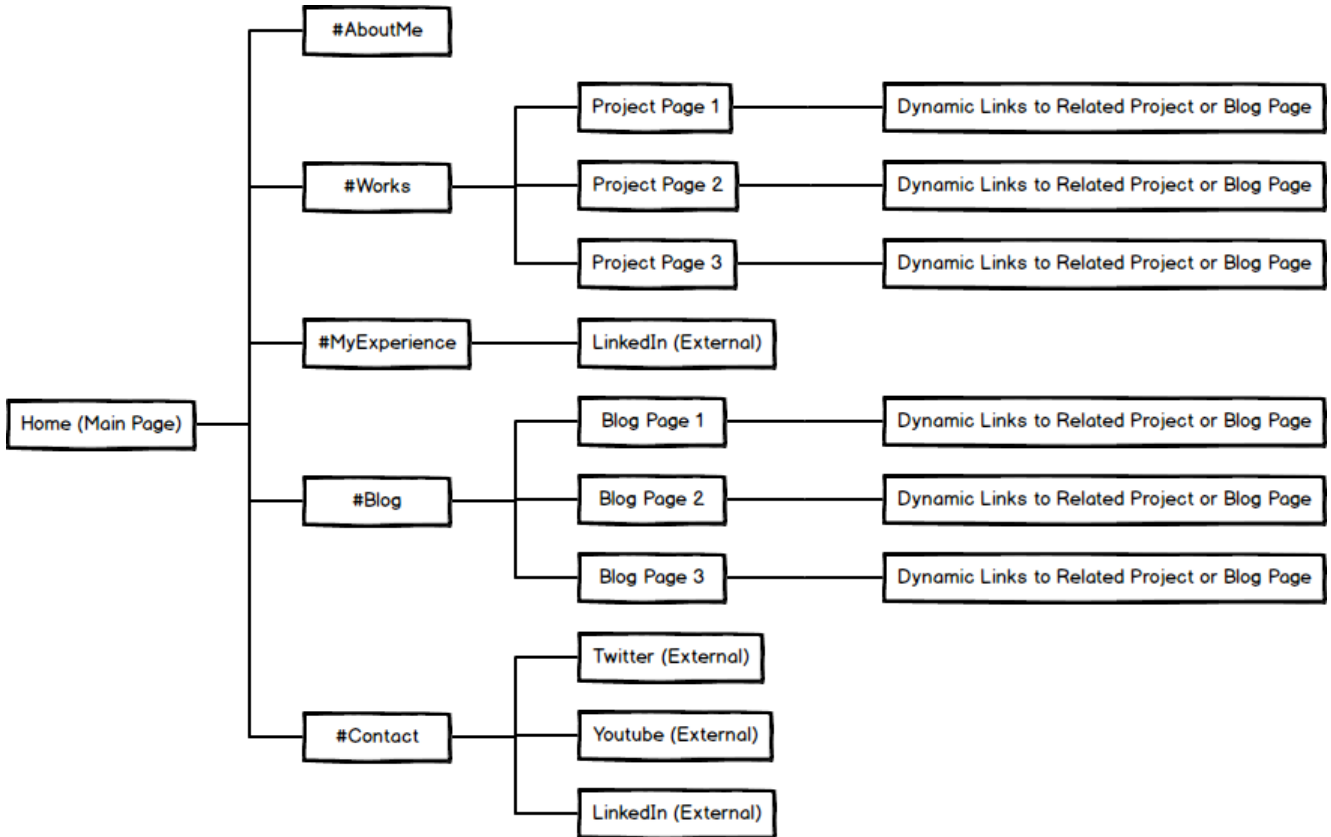 #AboutMe
Project Page 1
Dynamic Links to Related Project or Blog Page
#Works
Project Page 2
Dynamic Links to Related Project or Blog Page
Project Page 3
Dynamic Links to Related Project or Blog Page
#MyExperience
LinkedIn (External)
Home (Main Page)
Blog Page 1
Dynamic Links to Related Project or Blog Page
#Blog
Blog Page 2
Dynamic Links to Related Project or Blog Page
Blog Page 3
Dynamic Links to Related Project or Blog Page
Twitter (External)
#Contact
Youtube (External)
LinkedIn (External)